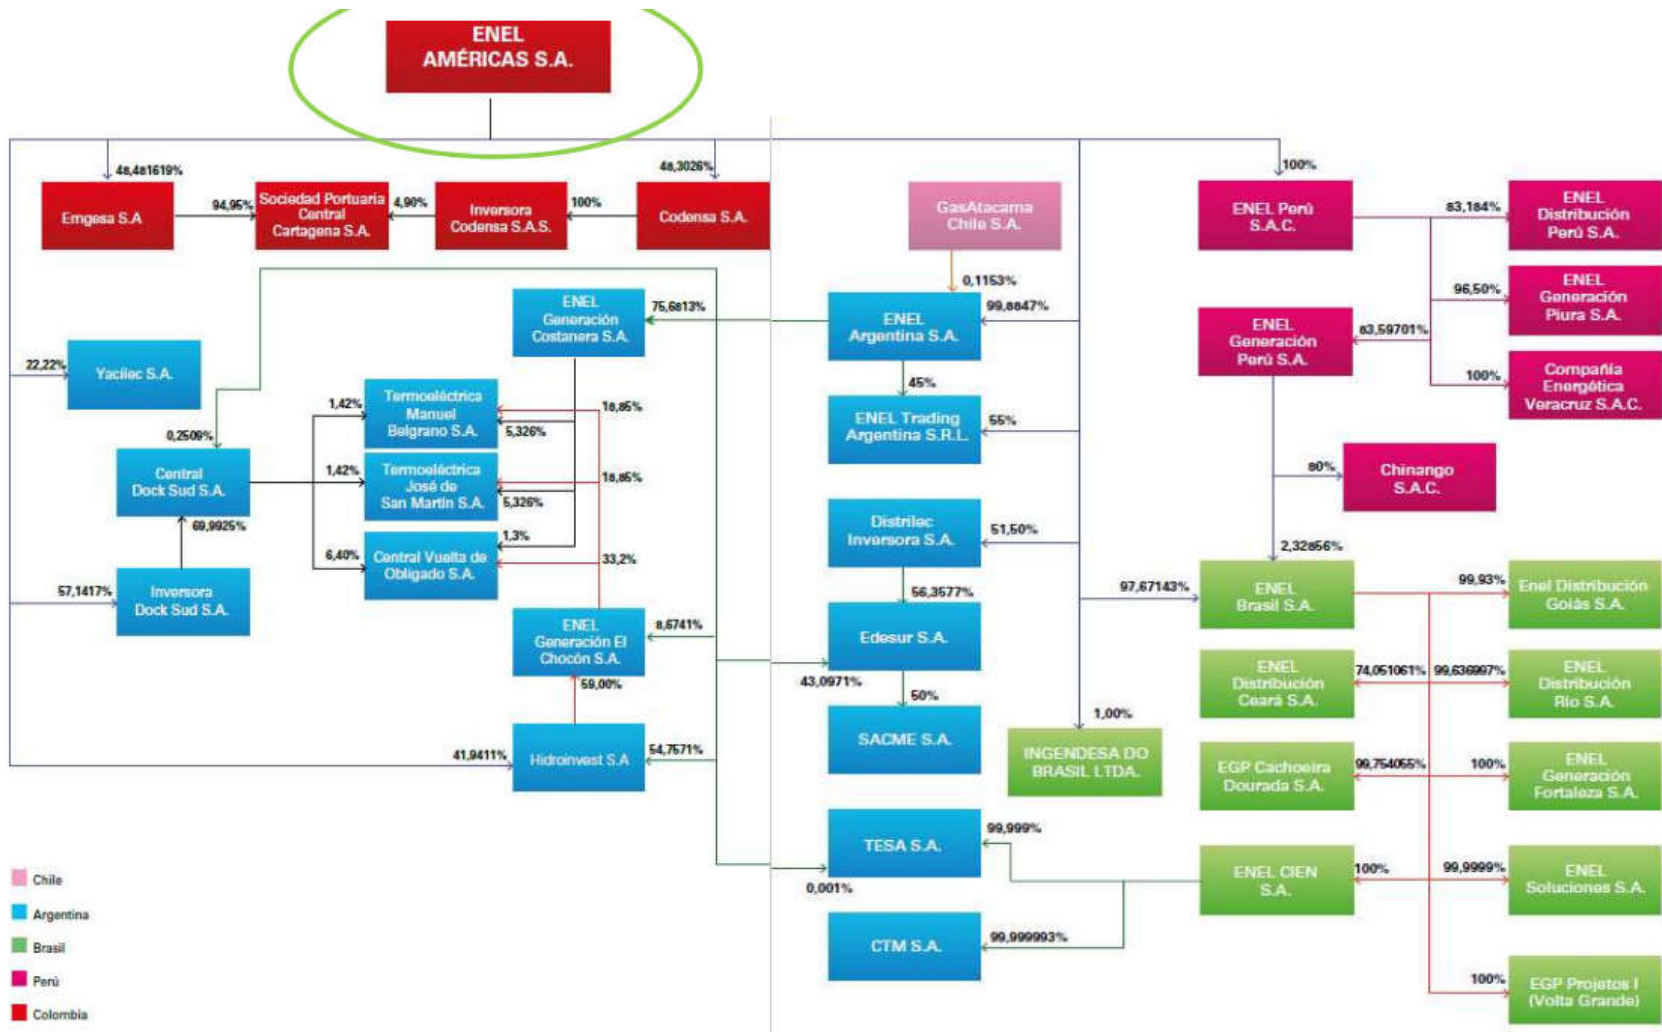 ENEL
AMÉRICAS S.A.
48,481619%
48,3026%
100%
Emgesa S.A
94,95%
Sociedad Portuaria
Central
Cartagena S.A.
4,90%
Inversora
Codensa S.A.S.
100%
Codensa S.A.
GasAtacama
Chile S.A.
0,1153%
ENEL Perú
S.A.C.
83,184%
ENEL
Distribución
Perú S.A.
ENEL
Generación
Costanera S.A.
75,6813%
ENEL
Argentina S.A.
99,8847%
96,50%
ENEL
Generación
Piura S.A.
ENEL
Generación
Perú S.A.
83,59701%
22,22%
Yacilec S.A.
45%
100%
Compañía
Energética
Veracruz S.A.C.
1,42%
Termoeléctrica
Manuel
Belgrano S.A.
18,85%
5,326%
ENEL Trading
Argentina S.R.L.
55%
0,2509%
Central
Dock Sud S.A.
1,42%
Termoeléctrica
José de
San Martín S.A.
18,85%
5,326%
80%
Chinango
S.A.C.
69,9925%
Distrilec
Inversora S.A.
51,50%
6,40%
Central Vuelta de
Obligado S.A.
1,3%
33,2%
2,32856%
57,1417%
Inversora
Dock Sud S.A.
56,3577%
97,67143%
ENEL
Brasil S.A.
99,93%
Enel Distribución
Goiás S.A.
ENEL
Generación El
Chocón S.A.
8,6741%
Edesur S.A.
43,0971%
59,00%
50%
ENEL
Distribución
Ceará S.A.
74,051061%
99,636997%
ENEL
Distribución
Rio S.A.
41,9411%
Hidroinvest S.A
54,7571%
SACME S.A.
1,00%
INGENDESA DO
BRASIL LTDA.
EGP Cachoeira
Dourada S.A.
99,754055%
100%
ENEL
Generación
Fortaleza S.A.
TESA S.A.
99,999%
0,001%
ENEL CIEN
S.A.
100%
99,9999%
ENEL
Soluciones S.A.
CTM S.A.
99,999993%
100%
EGP Projetos I
(Volta Grande)
Chile
Argentina
Brasil
Perú
Colombia